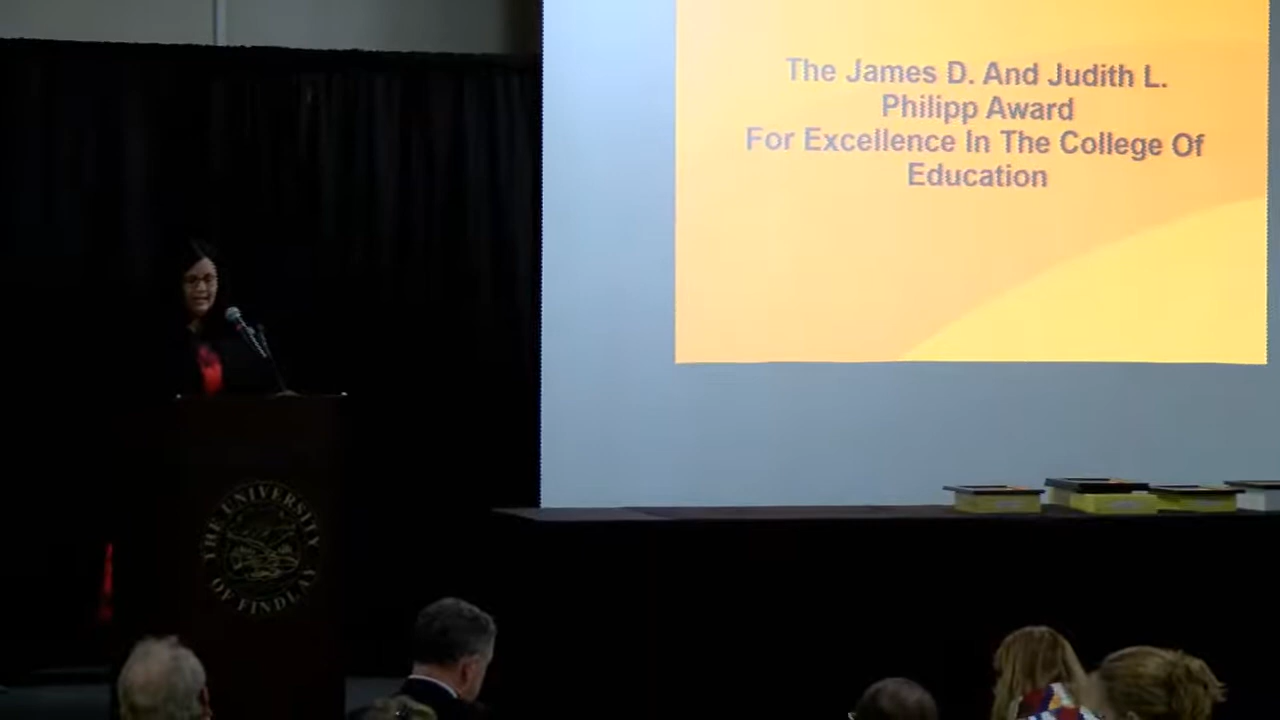 The James D. And Judith L.
Philipp Award
For Excellence In The College Of
Education
THE UNIVERSITY
OF FINDLAY